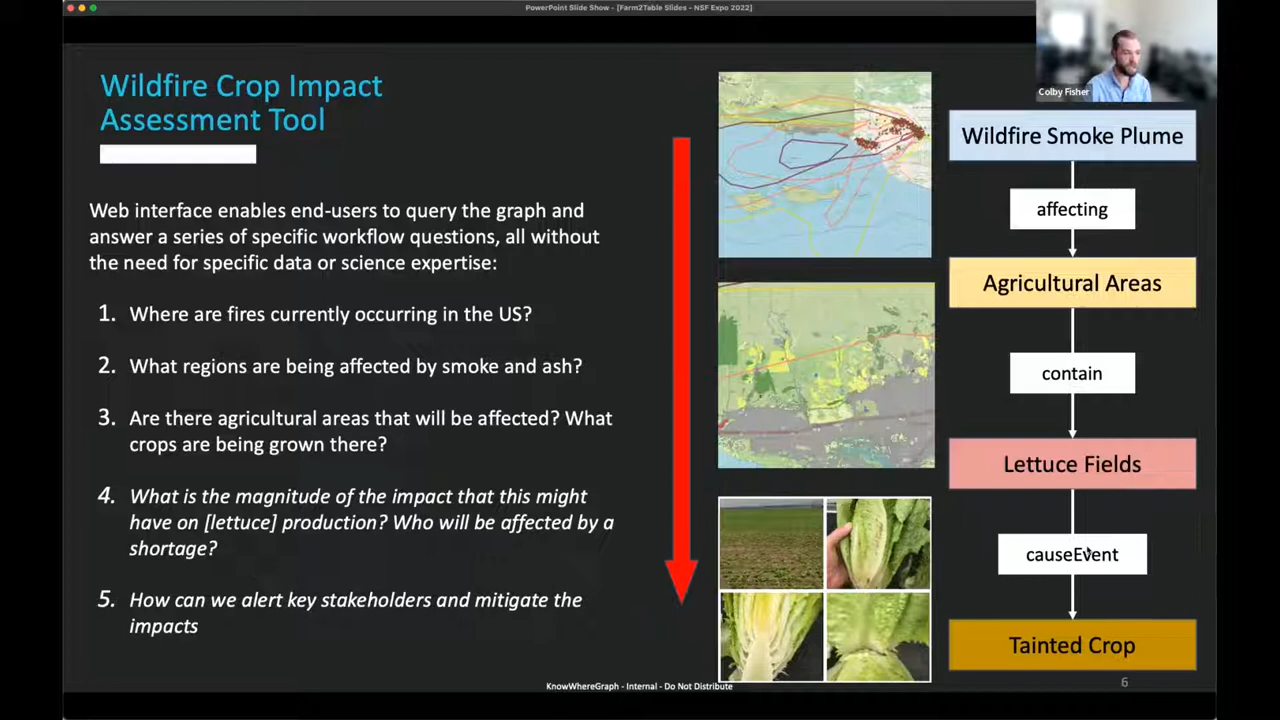 PowerPoint Slide Show - [Farm2Table Slides - NSF Expo 2022]
Colby Fisher
Wildfire Crop Impact
Assessment Tool
Web interface enables end-users to query the graph and
answer a series of specific workflow questions, all without
the need for specific data or science expertise:
1. Where are fires currently occurring in the US?
2. What regions are being affected by smoke and ash?
3. Are there agricultural areas that will be affected? What
crops are being grown there?
4. What is the magnitude of the impact that this might
have on [lettuce] production? Who will be affected by a
shortage?
5. How can we alert key stakeholders and mitigate the
impacts
Wildfire Smoke Plume
affecting
Agricultural Areas
contain
Lettuce Fields
causeEvent
Tainted Crop
KnowWhereGraph - Internal - Do Not Distribute
6